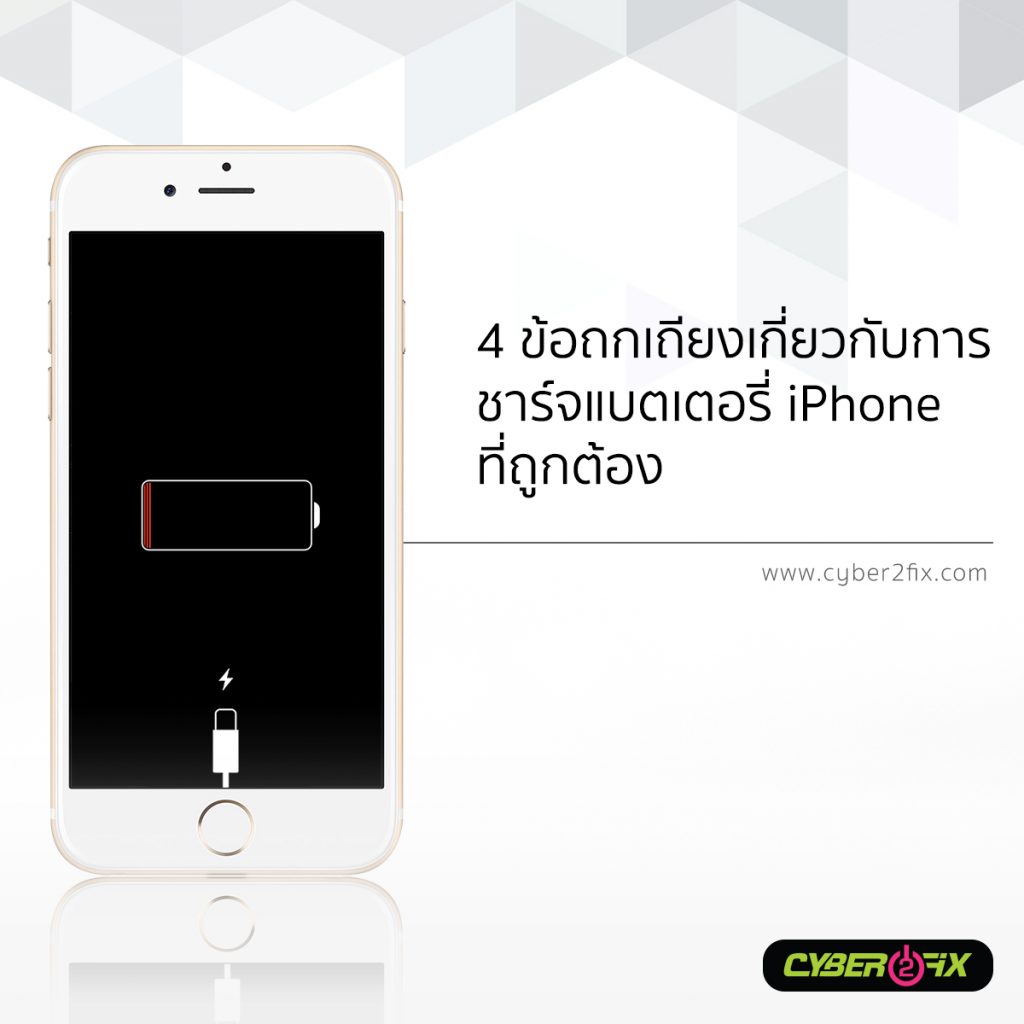 4 ข้อถกเถียงเกี่ยวกับการ
ชาร์จแบตเตอรี่ iPhone
ที่ถูกต้อง
www.cyber2fix.com
CYBER2FIX